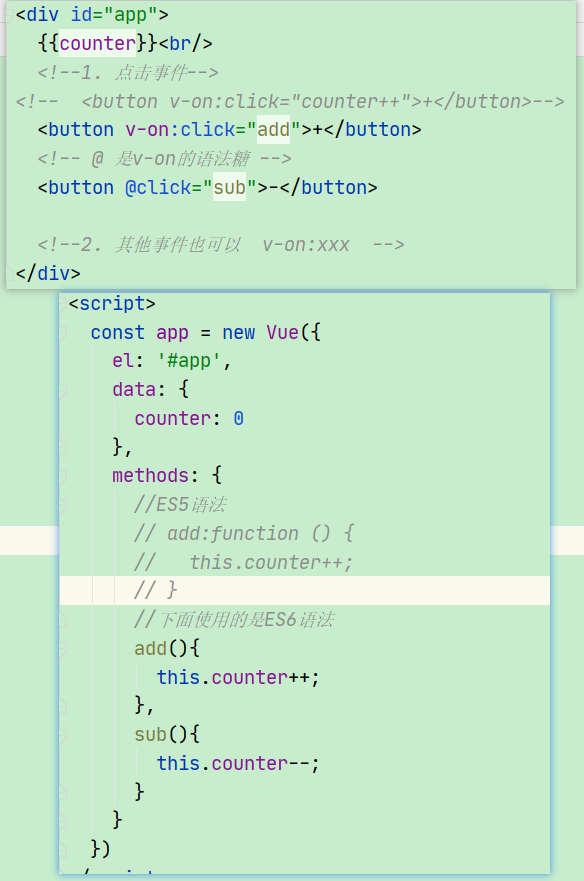 <div id="app">
{{counter}}<br/>
<!--1. 点击事件-->
<!--  <button v-on:click="counter++">+</button>-->
<button v-on:click="add">+</button>
<!-- @ 是v-on的语法糖 -->
<button @click="sub">-</button>
<!--2. 其他事件也可以  v-on:xxx  -->
</div>
<script>
const app = new Vue({
el: '#app',
data: {
counter: 0
},
methods: {
//ES5语法
// add:function () {
//   this.counter++;
// }
//下面使用的是ES6语法
add(){
this.counter++;
},
sub(){
this.counter--;
}
}
})